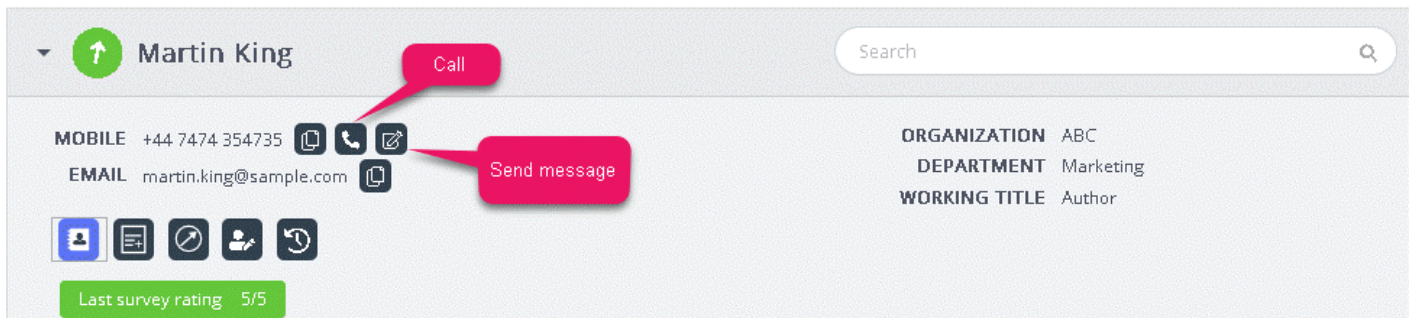 Martin King
Call
Search
MOBILE +44 7474 354735
EMAIL martin.king@sample.com
Send message
ORGANIZATION ABC
DEPARTMENT Marketing
WORKING TITLE Author
Last survey rating 5/5